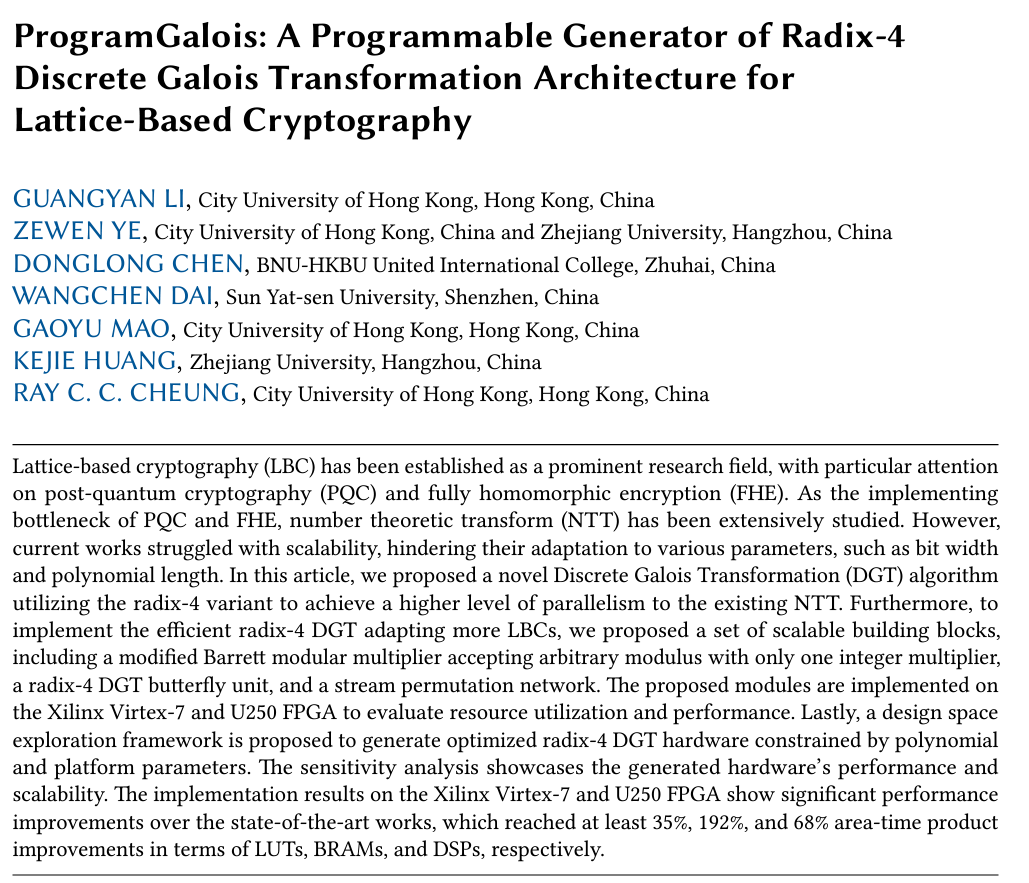 ProgramGalois: A Programmable Generator of Radix-4
Discrete Galois Transformation Architecture for
Lattice-Based Cryptography
GUANGYAN LI, City University of Hong Kong, Hong Kong, China
ZEWEN YE, City University of Hong Kong, China and Zhejiang University, Hangzhou, China
DONGLONG CHEN, BNU-HKBU United International College, Zhuhai, China
WANGCHEN DAI, Sun Yat-sen University, Shenzhen, China
GAOYU MAO, City University of Hong Kong, Hong Kong, China
KEJIE HUANG, Zhejiang University, Hangzhou, China
RAY C. C. CHEUNG, City University of Hong Kong, Hong Kong, China
Lattice-based cryptography (LBC) has been established as a prominent research field, with particular attention
on post-quantum cryptography (PQC) and fully homomorphic encryption (FHE). As the implementing
bottleneck of PQC and FHE, number theoretic transform (NTT) has been extensively studied. However,
current works struggled with scalability, hindering their adaptation to various parameters, such as bit width
and polynomial length. In this article, we proposed a novel Discrete Galois Transformation (DGT) algorithm
utilizing the radix-4 variant to achieve a higher level of parallelism to the existing NTT. Furthermore, to
implement the efficient radix-4 DGT adapting more LBCs, we proposed a set of scalable building blocks,
including a modified Barrett modular multiplier accepting arbitrary modulus with only one integer multiplier,
a radix-4 DGT butterfly unit, and a stream permutation network. The proposed modules are implemented on
the Xilinx Virtex-7 and U250 FPGA to evaluate resource utilization and performance. Lastly, a design space
exploration framework is proposed to generate optimized radix-4 DGT hardware constrained by polynomial
and platform parameters. The sensitivity analysis showcases the generated hardware's performance and
scalability. The implementation results on the Xilinx Virtex-7 and U250 FPGA show significant performance
improvements over the state-of-the-art works, which reached at least 35%, 192%, and 68% area-time product
improvements in terms of LUTs, BRAMs, and DSPs, respectively.